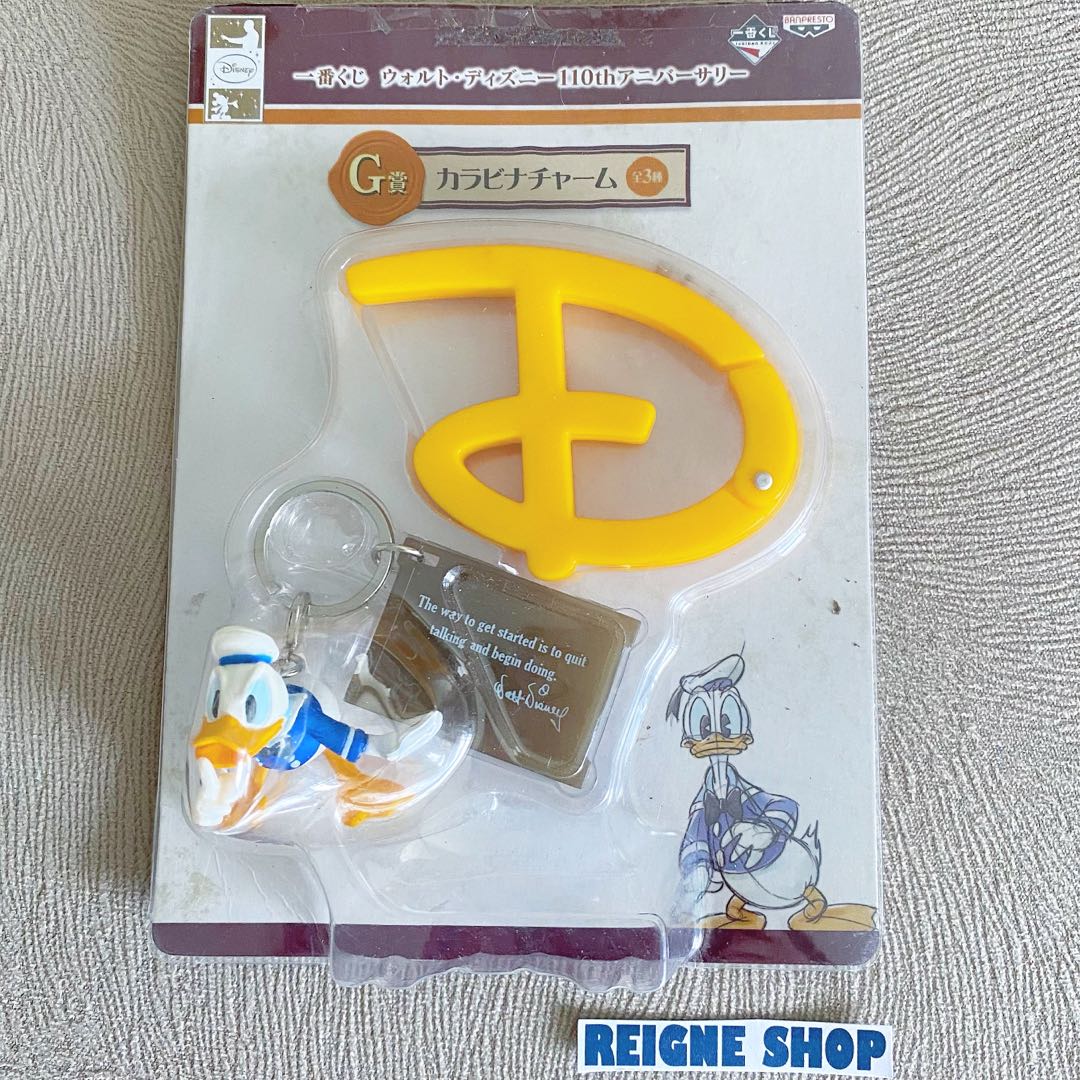 Disney
一番くじ
BANPRESTO
一番くじ ウォルト・ディズニー110thアニバーサリー
G賞 カラビナチャーム 全3種
The way to get started is to quit
talking and begin doing.
Walt Disney
REIGNE SHOP